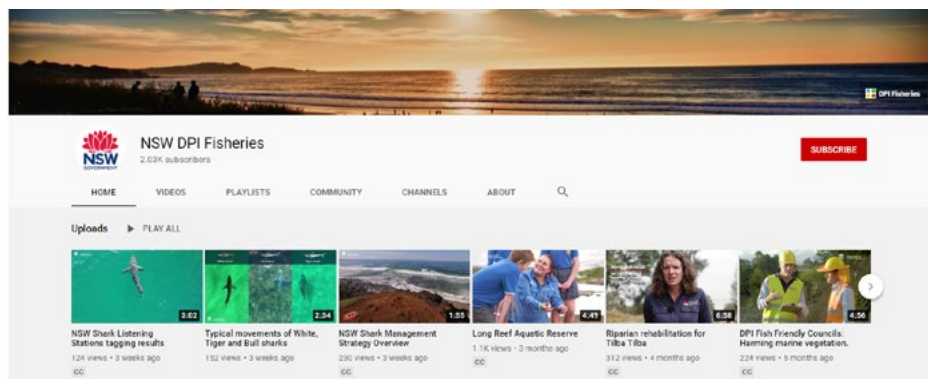 DPI Fisheries
NSW
GOVERNMENT
NSW DPI Fisheries
2.03K subscribers
SUBSCRIBE
HOME VIDEOS PLAYLISTS COMMUNITY CHANNELS ABOUT
Uploads PLAY ALL
3:02
2:34
1:55
4:45
6:58
4:56
NSW Shark Listening
Stations tagging results
124 views • 3 weeks ago
CC
Typical movements of White,
Tiger and Bull sharks
152 views • 3 weeks ago
NSW Shark Management
Strategy Overview
230 views • 3 weeks ago
CC
Long Reef Aquatic Reserve
1.1K views • 3 months ago
CC
Riparian rehabilitation for
Tilba Tilba
312 views • 4 months ago
CC
DPI Fish Friendly Councils:
Harming marine vegetation.
224 views • 5 months ago
CC